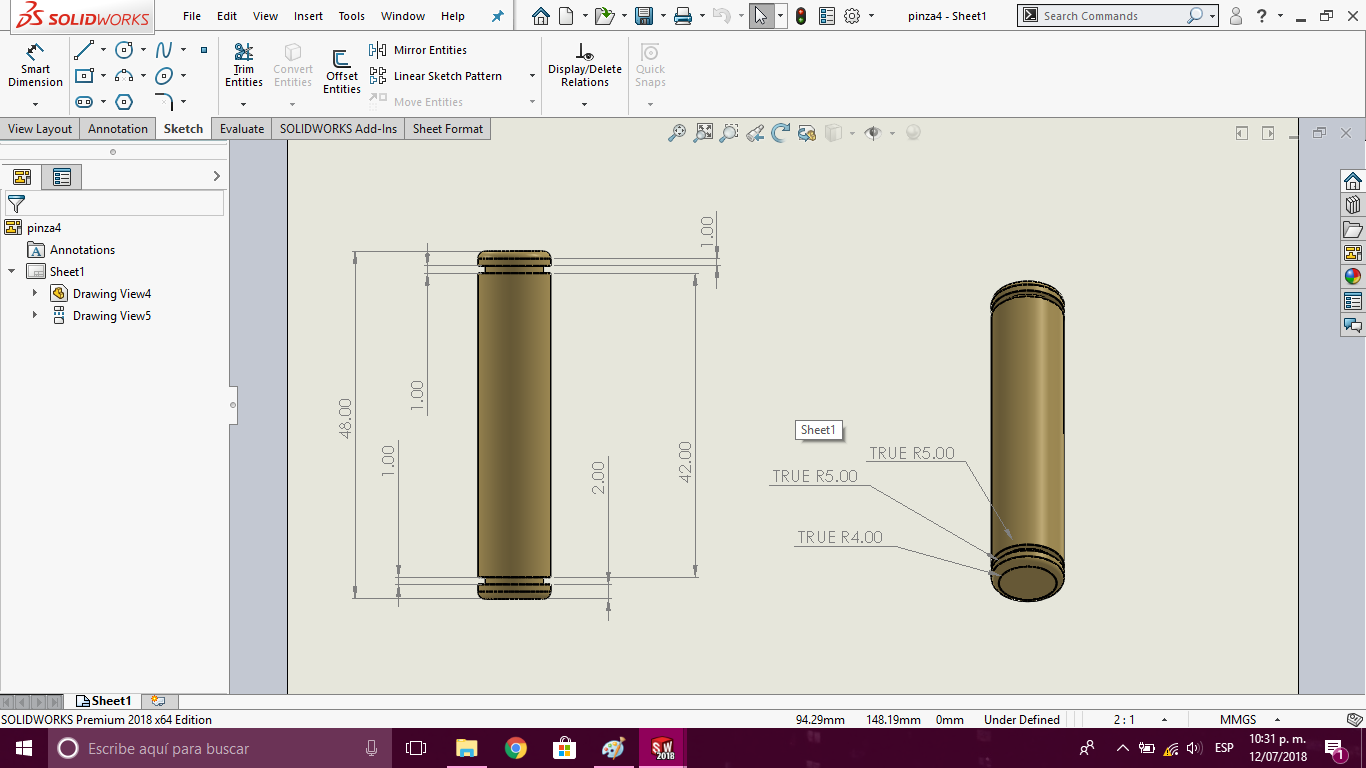 SOLIDWORKS
File Edit View Insert Tools Window Help
pinza4 - Sheet1
Search Commands
Smart Dimension
Trim Entities
Convert Entities
Offset Entities
Mirror Entities
Linear Sketch Pattern
Move Entities
Display/Delete Relations
Quick Snaps
View Layout Annotation Sketch Evaluate SOLIDWORKS Add-Ins Sheet Format
pinza4
Annotations
Sheet1
Drawing View4
Drawing View5
1.00
48.00
1.00
1.00
2.00
42.00
Sheet1
TRUE R5.00
TRUE R5.00
TRUE R4.00
Sheet1
SOLIDWORKS Premium 2018 x64 Edition
94.29mm 148.19mm 0mm Under Defined 2 : 1 MMGS
Escribe aquí para buscar
SW 2018
ESP
10:31 p. m.
12/07/2018
1